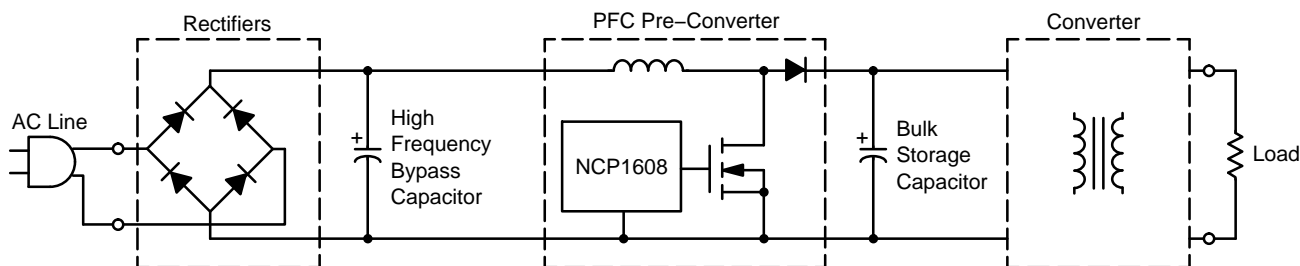 Rectifiers
PFC Pre−Converter
Converter
AC Line
+
High
Frequency
Bypass
Capacitor
NCP1608
+
Bulk
Storage
Capacitor
Load